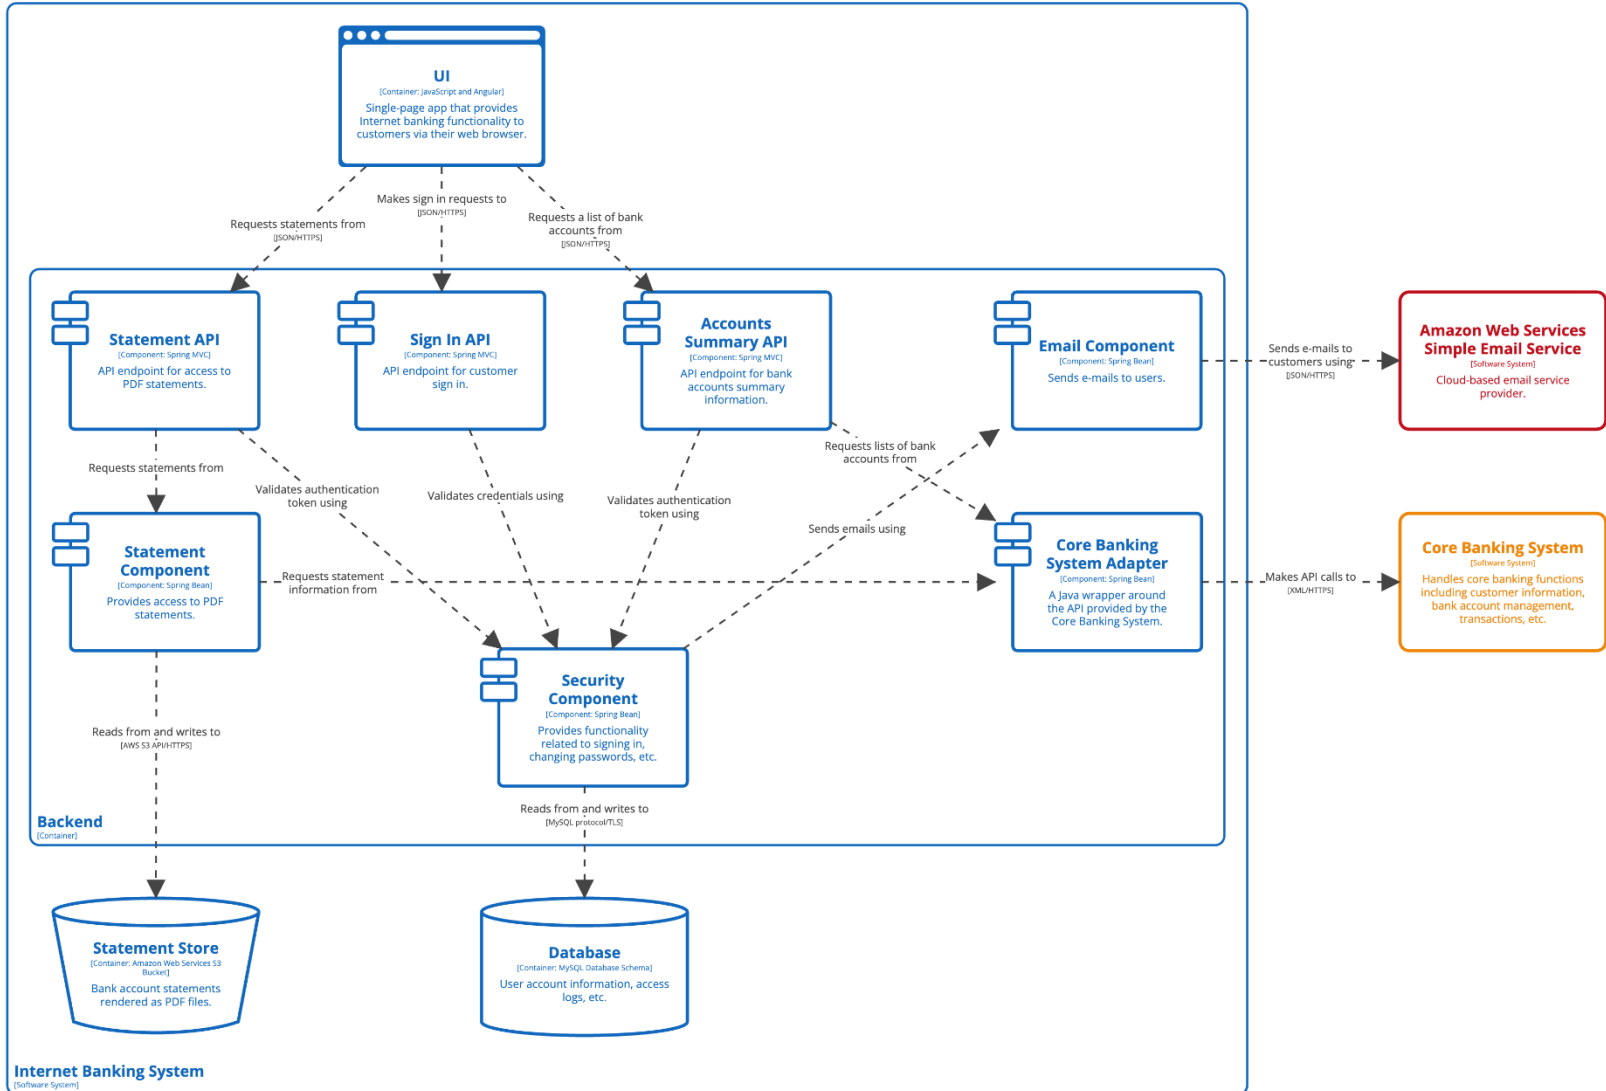 UI
[Container: JavaScript and Angular]
Single-page app that provides
Internet banking functionality to
customers via their web browser.
Requests statements from
[JSON/HTTPS]
Makes sign in requests to
[JSON/HTTPS]
Requests a list of bank
accounts from
[JSON/HTTPS]
Statement API
[Component: Spring MVC]
API endpoint for access to
PDF statements.
Sign In API
[Component: Spring MVC]
API endpoint for customer
sign in.
Accounts
Summary API
[Component: Spring MVC]
API endpoint for bank
accounts summary
information.
Email Component
[Component: Spring Bean]
Sends e-mails to users.
Sends e-mails to
customers using
[JSON/HTTPS]
Amazon Web Services
Simple Email Service
[Software System]
Cloud-based email service
provider.
Requests statements from
Validates authentication
token using
Validates credentials using
Validates authentication
token using
Requests lists of bank
accounts from
Sends emails using
Statement
Component
[Component: Spring Bean]
Provides access to PDF
statements.
Requests statement
information from
Core Banking
System Adapter
[Component: Spring Bean]
A Java wrapper around
the API provided by the
Core Banking System.
Makes API calls to
[XML/HTTPS]
Core Banking System
[Software System]
Handles core banking functions
including customer information,
bank account management,
transactions, etc.
Security
Component
[Component: Spring Bean]
Provides functionality
related to signing in,
changing passwords, etc.
Reads from and writes to
[AWS S3 API/HTTPS]
Reads from and writes to
[MySQL protocol/TLS]
Backend
[Container]
Statement Store
[Container: Amazon Web Services S3
Bucket]
Bank account statements
rendered as PDF files.
Database
[Container: MySQL Database Schema]
User account information, access
logs, etc.
Internet Banking System
[Software System]